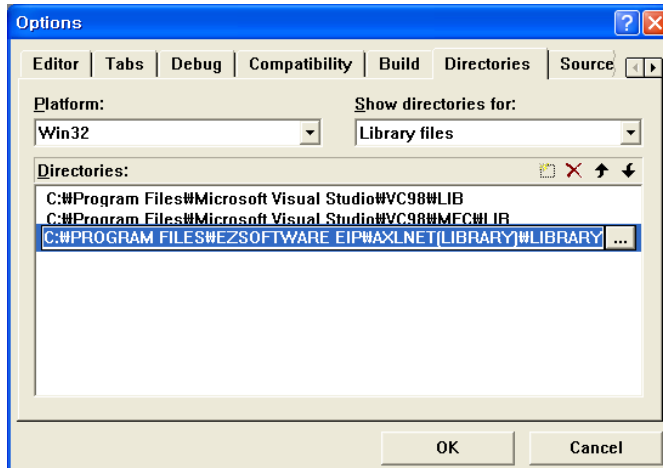 Options
Editor Tabs Debug Compatibility Build Directories Source
Platform: Show directories for:
Win32 Library files
Directories:
C:₩Program Files₩Microsoft Visual Studio₩VC98₩LIB
C:₩Program Files₩Microsoft Visual Studio₩VC98₩MFC₩LIB
C:₩PROGRAM FILES₩EZSOFTWARE EIP₩AXLNET(LIBRARY)₩LIBRARY ...
OK Cancel